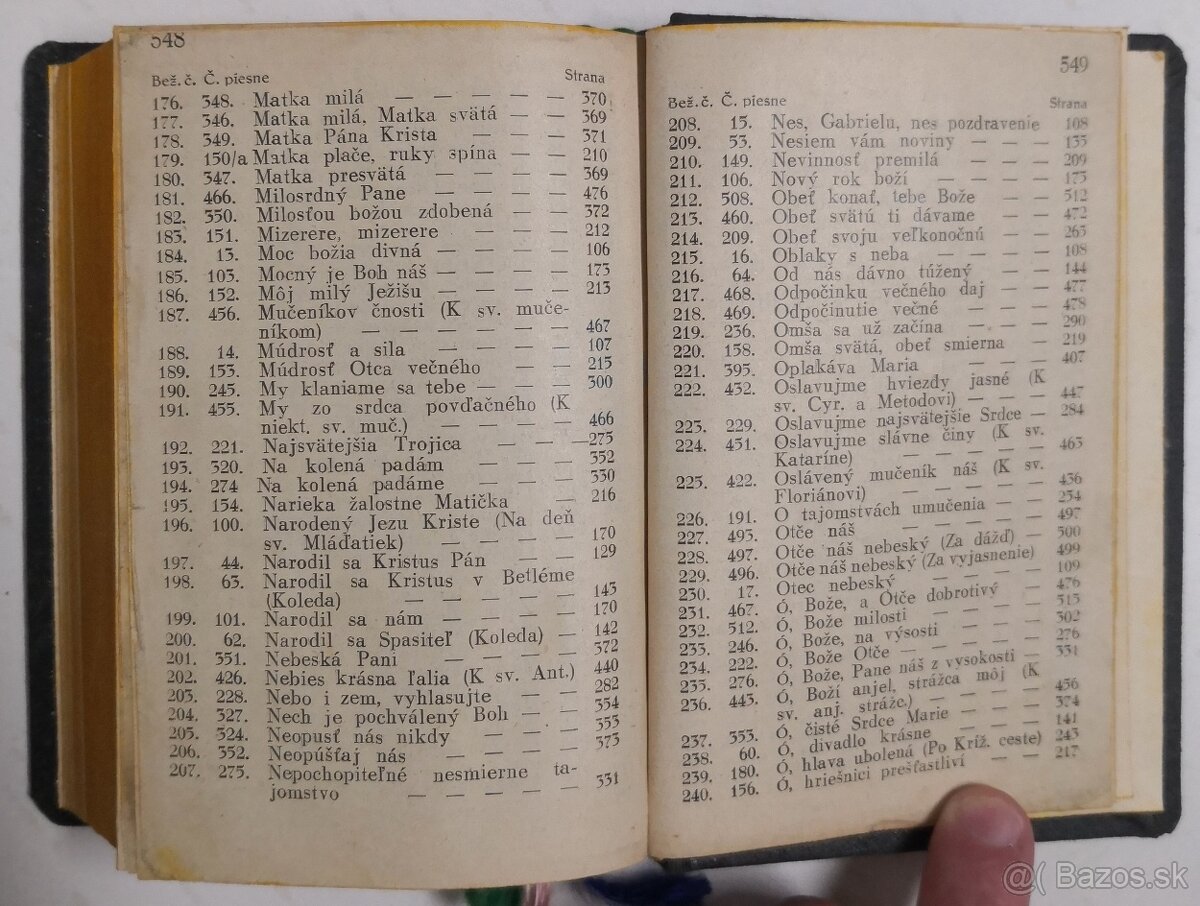 548
Bež. č. Č. piesne Strana
176. 348. Matka milá — — — — — 370
177. 346. Matka milá, Matka svätá — — 369
178. 349. Matka Pána Krista — — — 371
179. 150/a Matka plače, ruky spína — — 210
180. 347. Matka presvätá — — — — 369
181. 466. Milosrdný Pane — — — — 476
182. 350. Milosťou božou zdobená — — 372
183. 151. Mizerere, mizerere — — — 212
184. 13. Moc božia divná — — — — 106
185. 103. Mocný je Boh náš — — — — 173
186. 152. Môj milý Ježišu — — — — 213
187. 456. Mučeníkov čnosti (K sv. muče-
níkom) — — — — — 467
188. 14. Múdrosť a sila — — — — 107
189. 153. Múdrosť Otca večného — — 215
190. 245. My klaniame sa tebe — — — 300
191. 455. My zo srdca povďačného (K
niekt. sv. muč.) — — — — 466
192. 221. Najsvätejšia Trojica — — — 275
193. 320. Na kolená padám — — — 352
194. 274 Na kolená padáme — — — 330
195. 154. Narieka žalostne Matička — — 216
196. 100. Narodený Jezu Kriste (Na deň
sv. Mláďatiek) — — — — 170
197. 44. Narodil sa Kristus Pán — — 129
198. 63. Narodil sa Kristus v Betléme
(Koleda) — — — — — 143
199. 101. Narodil sa nám — — — — 170
200. 62. Narodil sa Spasiteľ (Koleda) — 142
201. 351. Nebeská Pani — — — — 372
202. 426. Nebies krásna ľalia (K sv. Ant.) 440
203. 228. Nebo i zem, vyhlasujte — — 282
204. 327. Nech je pochválený Boh — — 354
205. 324. Neopusť nás nikdy — — — 353
206. 352. Neopúšťaj nás — — — — 373
207. 275. Nepochopiteľné nesmierne ta-
jomstvo — — — — — 331
549
Bež. č. Č. piesne Strana
208. 15. Nes, Gabrielu, nes pozdravenie 108
209. 53. Nesiem vám noviny — — — 135
210. 149. Nevinnosť premilá — — — 209
211. 106. Nový rok boží — — — — 175
212. 508. Obeť konať, tebe Bože — — 512
213. 460. Obeť svätú ti dávame — — 472
214. 209. Obeť svoju veľkonočnú — — 263
215. 16. Oblaky s neba — — — — 108
216. 64. Od nás dávno túžený — — — 144
217. 468. Odpočinku večného daj — — 477
218. 469. Odpočinutie večné — — — 478
219. 236. Omša sa už začína — — — 290
220. 158. Omša svätá, obeť smierna — — 219
221. 395. Oplakáva Maria — — — — 407
222. 432. Oslavujme hviezdy jasné (K
sv. Cyr. a Metodovi) — — — 447
223. 229. Oslavujme najsvätejšie Srdce — 284
224. 451. Oslavujme slávne činy (K sv.
Kataríne) — — — — — 463
225. 422. Oslávený mučeník náš (K sv.
Floriánovi) — — — — — 436
226. 191. O tajomstvách umučenia — — 254
227. 493. Otče náš — — — — — 497
228. 497. Otče náš nebeský (Za dážď) — 500
229. 496. Otče náš nebeský (Za vyjasnenie) 499
230. 17. Otec nebeský — — — — 109
231. 467. Ó, Bože, a Otče dobrotivý — 476
232. 512. Ó, Bože milosti — — — — 515
233. 246. Ó, Bože, na výsosti — — — 302
234. 222. Ó, Bože Otče — — — — 276
235. 276. Ó, Bože, Pane náš z vysokosti — 331
236. 443. Ó, Boží anjel, strážca môj (K
sv. anj. stráže.) — — — — 456
237. 353. Ó, čisté Srdce Marie — — — 374
238. 60. Ó, divadlo krásne — — — 141
239. 180. Ó, hlava ubolená (Po Kríž. ceste) 243
240. 156. Ó, hriešnici prešťastliví — — 217
@( Bazos.sk